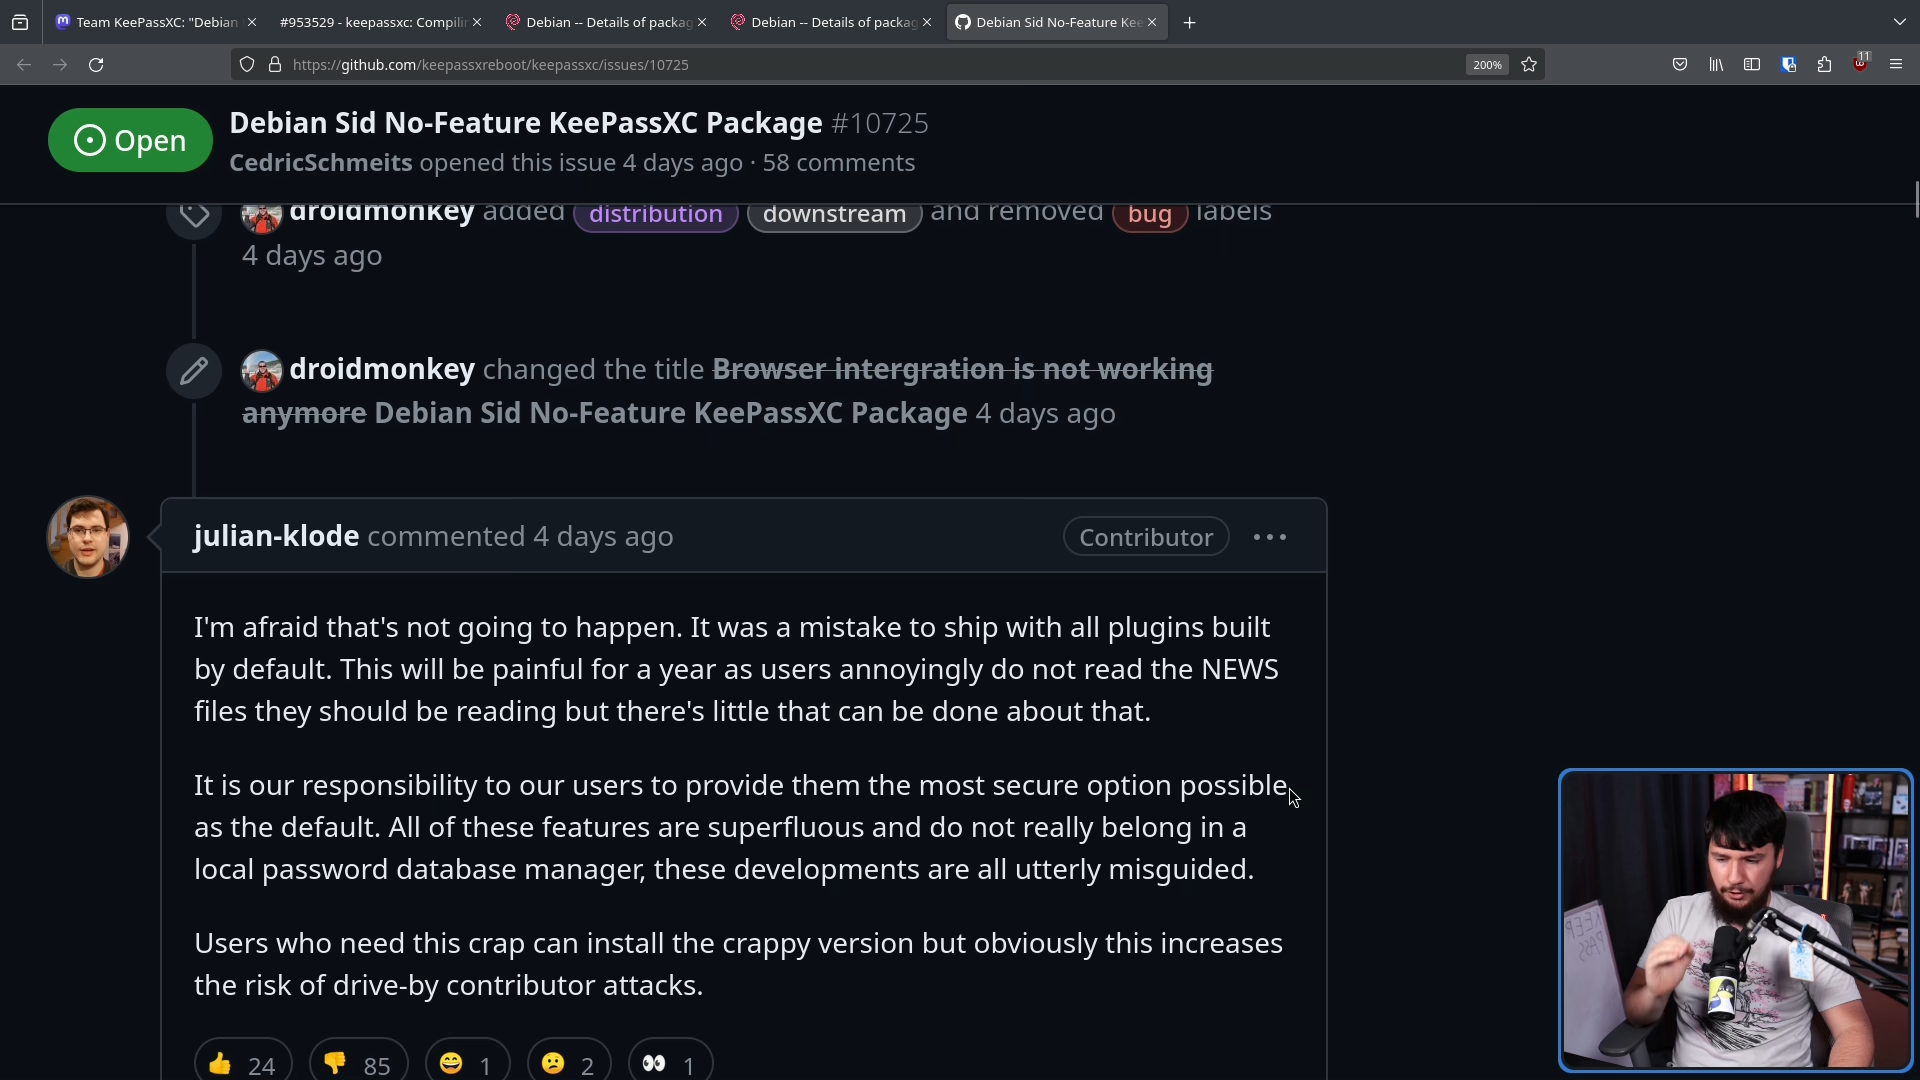 Team KeePassXC: "Debian
#953529 - keepassxc: Compilin
Debian -- Details of packag
Debian -- Details of packag
Debian Sid No-Feature Kee
https://github.com/keepassxreboot/keepassxc/issues/10725
200%
11
Open
Debian Sid No-Feature KeePassXC Package #10725
CedricSchmeits opened this issue 4 days ago · 58 comments
droidmonkey added distribution downstream and removed bug labels
4 days ago
droidmonkey changed the title Browser intergration is not working
anymore Debian Sid No-Feature KeePassXC Package 4 days ago
julian-klode commented 4 days ago
Contributor
I'm afraid that's not going to happen. It was a mistake to ship with all plugins built
by default. This will be painful for a year as users annoyingly do not read the NEWS
files they should be reading but there's little that can be done about that.
It is our responsibility to our users to provide them the most secure option possible
as the default. All of these features are superfluous and do not really belong in a
local password database manager, these developments are all utterly misguided.
Users who need this crap can install the crappy version but obviously this increases
the risk of drive-by contributor attacks.
👍 24 👎 85 😄 1 😕 2 👀 1